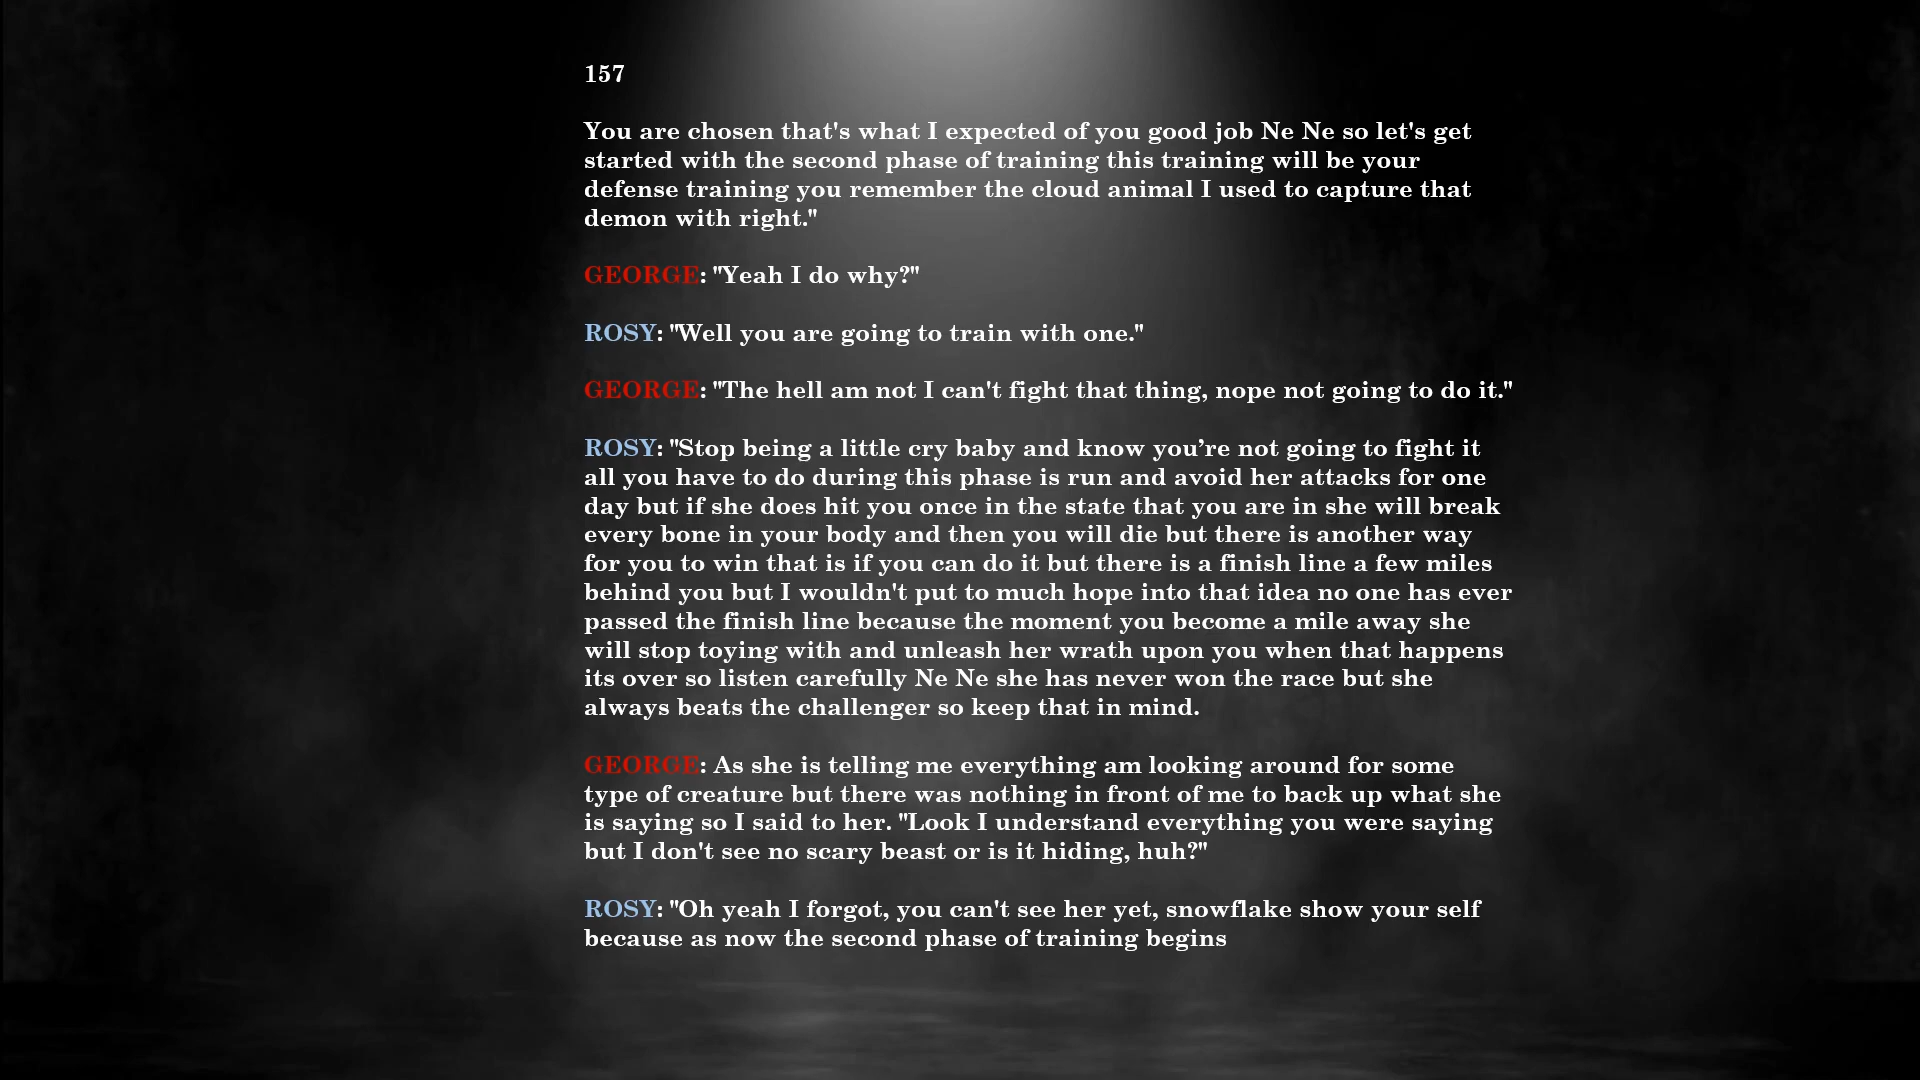 157
You are chosen that's what I expected of you good job Ne Ne so let's get
started with the second phase of training this training will be your
defense training you remember the cloud animal I used to capture that
demon with right."
GEORGE: "Yeah I do why?"
ROSY: "Well you are going to train with one."
GEORGE: "The hell am not I can't fight that thing, nope not going to do it."
ROSY: "Stop being a little cry baby and know you’re not going to fight it
all you have to do during this phase is run and avoid her attacks for one
day but if she does hit you once in the state that you are in she will break
every bone in your body and then you will die but there is another way
for you to win that is if you can do it but there is a finish line a few miles
behind you but I wouldn't put to much hope into that idea no one has ever
passed the finish line because the moment you become a mile away she
will stop toying with and unleash her wrath upon you when that happens
its over so listen carefully Ne Ne she has never won the race but she
always beats the challenger so keep that in mind.
GEORGE: As she is telling me everything am looking around for some
type of creature but there was nothing in front of me to back up what she
is saying so I said to her. "Look I understand everything you were saying
but I don't see no scary beast or is it hiding, huh?"
ROSY: "Oh yeah I forgot, you can't see her yet, snowflake show your self
because as now the second phase of training begins